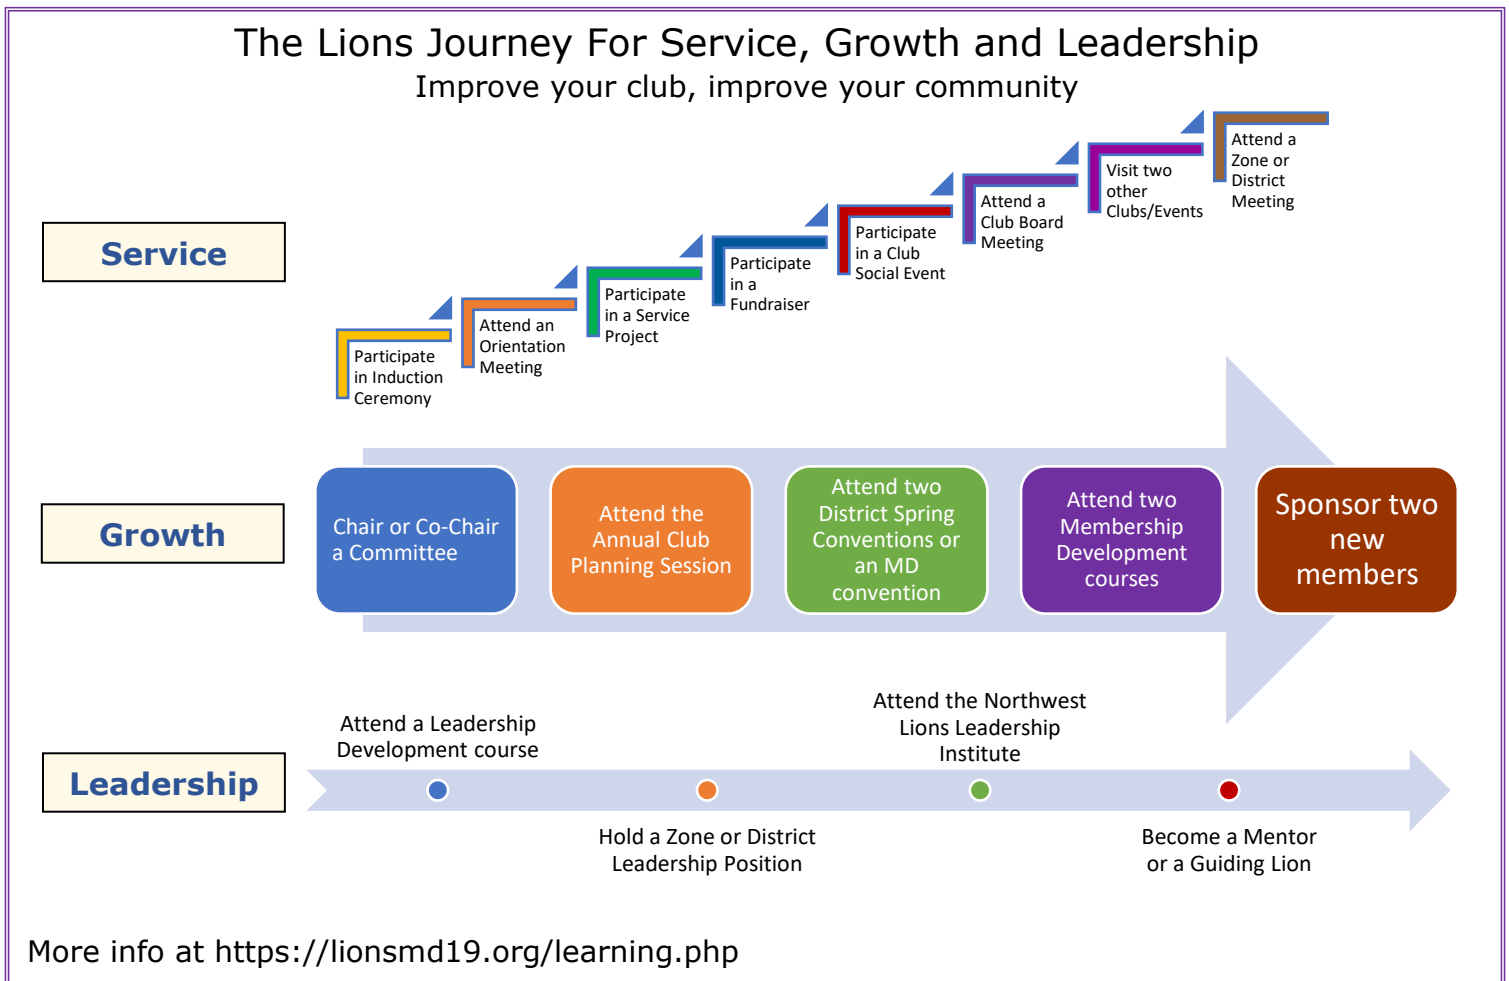 The Lions Journey For Service, Growth and Leadership
Improve your club, improve your community
Service
Participate
in Induction
Ceremony
Attend an
Orientation
Meeting
Participate
in a Service
Project
Participate
in a
Fundraiser
Participate
in a Club
Social Event
Attend a
Club Board
Meeting
Visit two
other
Clubs/Events
Attend a
Zone or
District
Meeting
Growth
Chair or Co-Chair
a Committee
Attend the
Annual Club
Planning Session
Attend two
District Spring
Conventions or
an MD
convention
Attend two
Membership
Development
courses
Sponsor two
new
members
Leadership
Attend a Leadership
Development course
Hold a Zone or District
Leadership Position
Attend the Northwest
Lions Leadership
Institute
Become a Mentor
or a Guiding Lion
More info at https://lionsmd19.org/learning.php